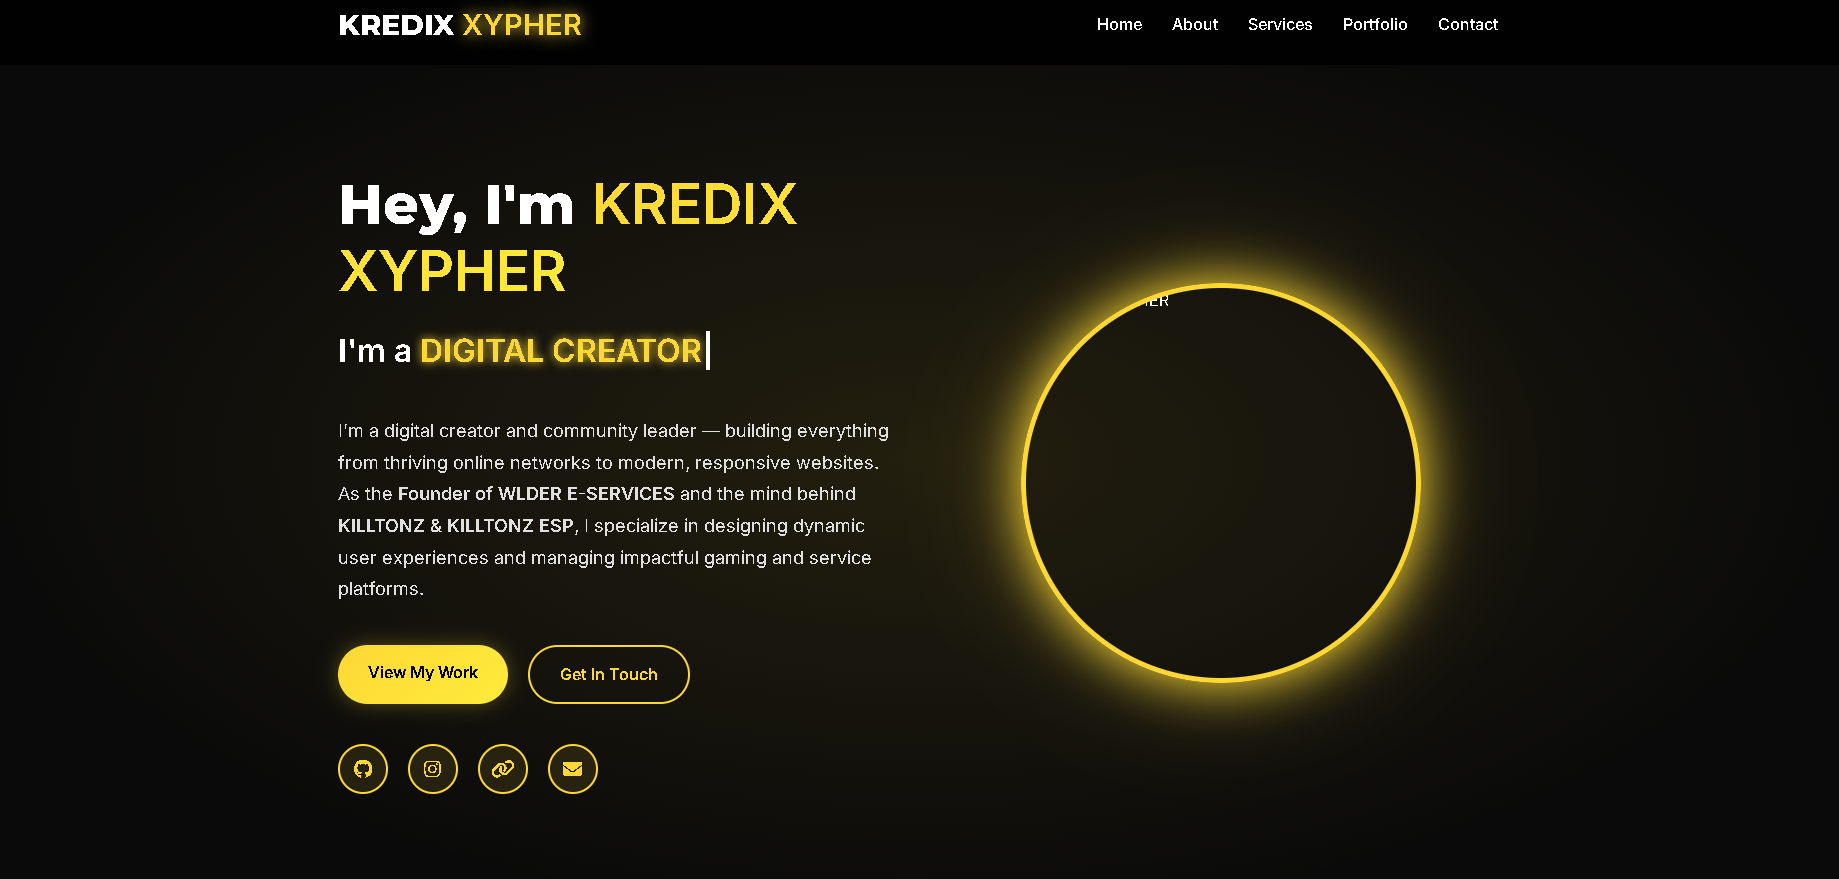 KREDIX XYPHER
Home About Services Portfolio Contact
Hey, I'm KREDIX
XYPHER
I'm a DIGITAL CREATOR
I'm a digital creator and community leader — building everything
from thriving online networks to modern, responsive websites.
As the Founder of WLDER E-SERVICES and the mind behind
KILLTONZ & KILLTONZ ESP, I specialize in designing dynamic
user experiences and managing impactful gaming and service
platforms.
View My Work Get In Touch